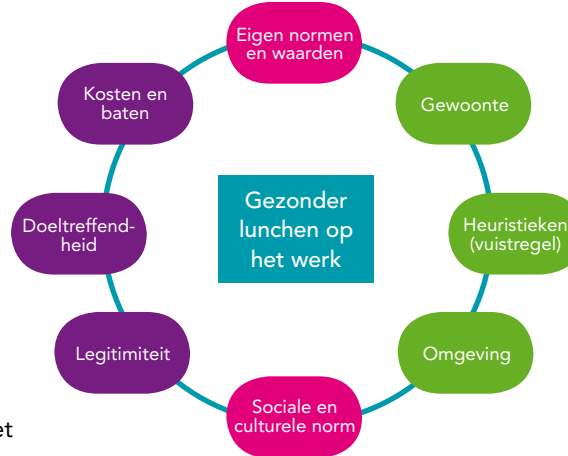 Eigen normen
en waarden
Kosten en
baten
Gewoonte
Gezonder
lunchen op
het werk
Doeltreffend-
heid
Heuristieken
(vuistregel)
Legitimiteit
Omgeving
Sociale en
culturele norm